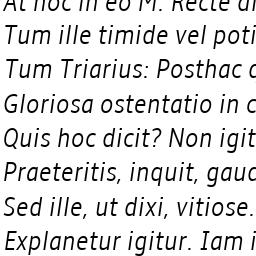 At hoc in eo M. Recte
Tum ille timide vel poti
Tum Triarius: Posthac
Gloriosa ostentatio in
Quis hoc dicit? Non igit
Praeteritis, inquit, gaud
Sed ille, ut dixi, vitiose.
Explanetur igitur. Iam i